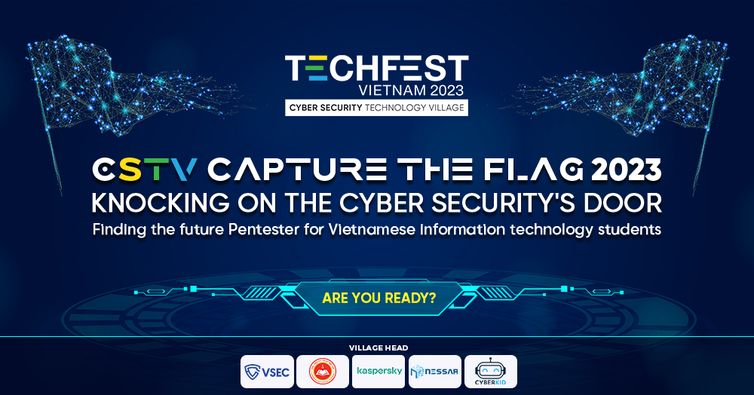 TECHFEST
VIETNAM 2023
CYBER SECURITY TECHNOLOGY VILLAGE
CSTV CAPTURE THE FLAG 2023
KNOCKING ON THE CYBER SECURITY'S DOOR
Finding the future Pentester for Vietnamese information technology students
ARE YOU READY?
VILLAGE HEAD
VSEC
kaspersky
NESSAR
CYBERKID